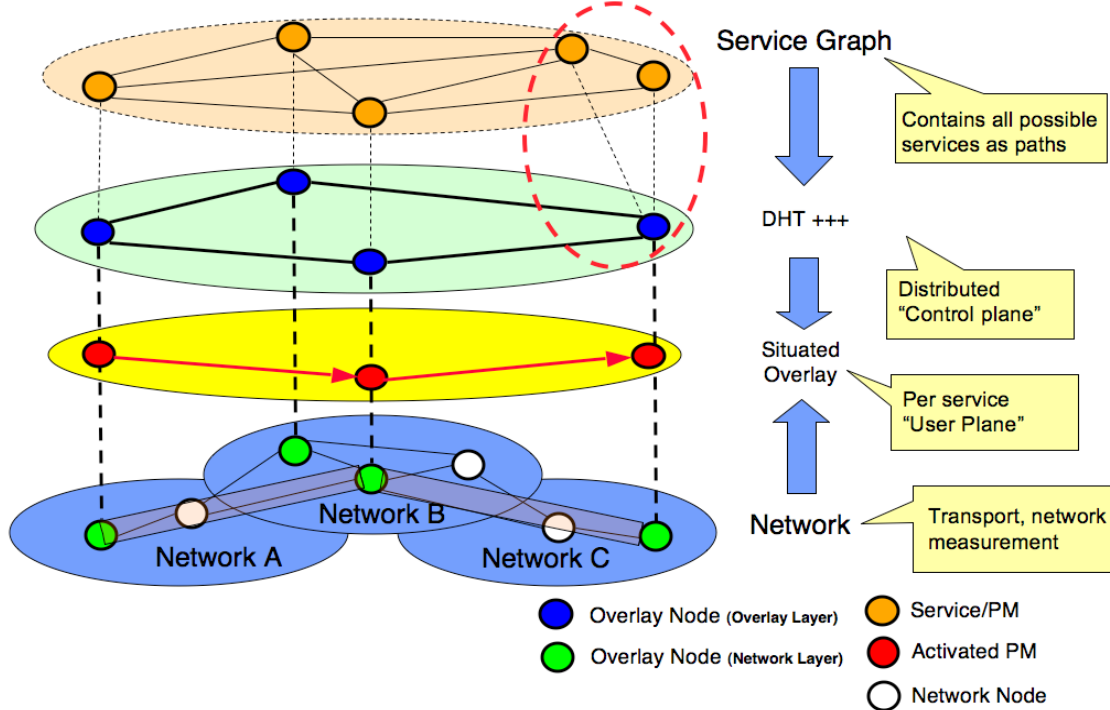 Service Graph
Contains all possible
services as paths
DHT +++
Distributed
“Control plane”
Situated
Overlay
Per service
“User Plane”
Network B
Network A
Network C
Network
Transport, network
measurement
Overlay Node (Overlay Layer)
Service/PM
Overlay Node (Network Layer)
Activated PM
Network Node